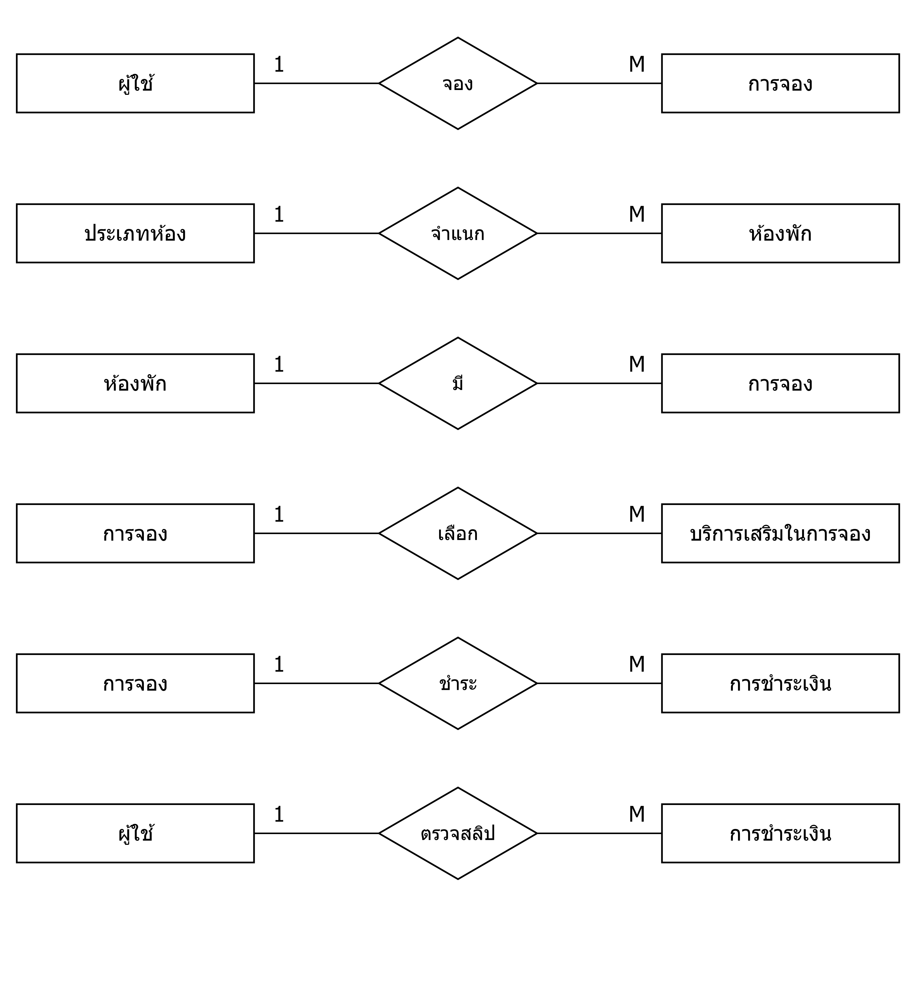 ผู้ใช้ 1 จอง M การจอง
ประเภทห้อง 1 จำแนก M ห้องพัก
ห้องพัก 1 มี M การจอง
การจอง 1 เลือก M บริการเสริมในการจอง
การจอง 1 ชำระ M การชำระเงิน
ผู้ใช้ 1 ตรวจสลิป M การชำระเงิน